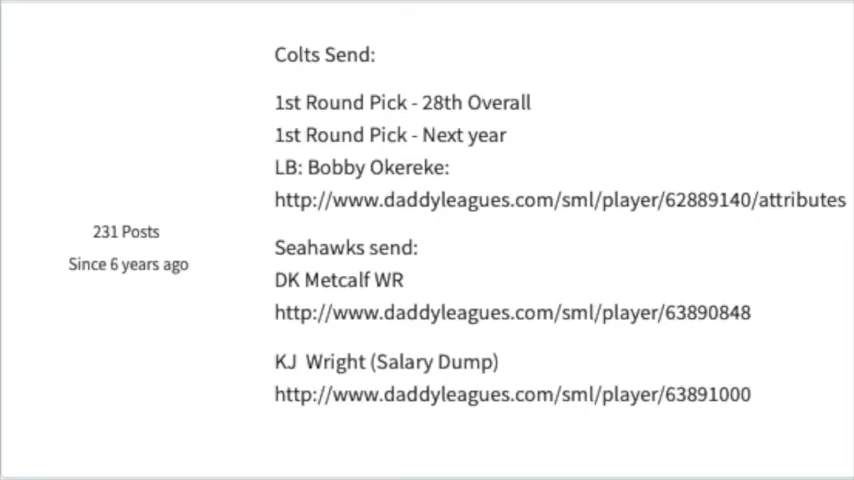 Colts Send:
1st Round Pick - 28th Overall
1st Round Pick - Next year
LB: Bobby Okereke:
http://www.daddyleagues.com/sml/player/62889140/attributes
231 Posts
Since 6 years ago
Seahawks send:
DK Metcalf WR
http://www.daddyleagues.com/sml/player/63890848
KJ  Wright (Salary Dump)
http://www.daddyleagues.com/sml/player/63891000